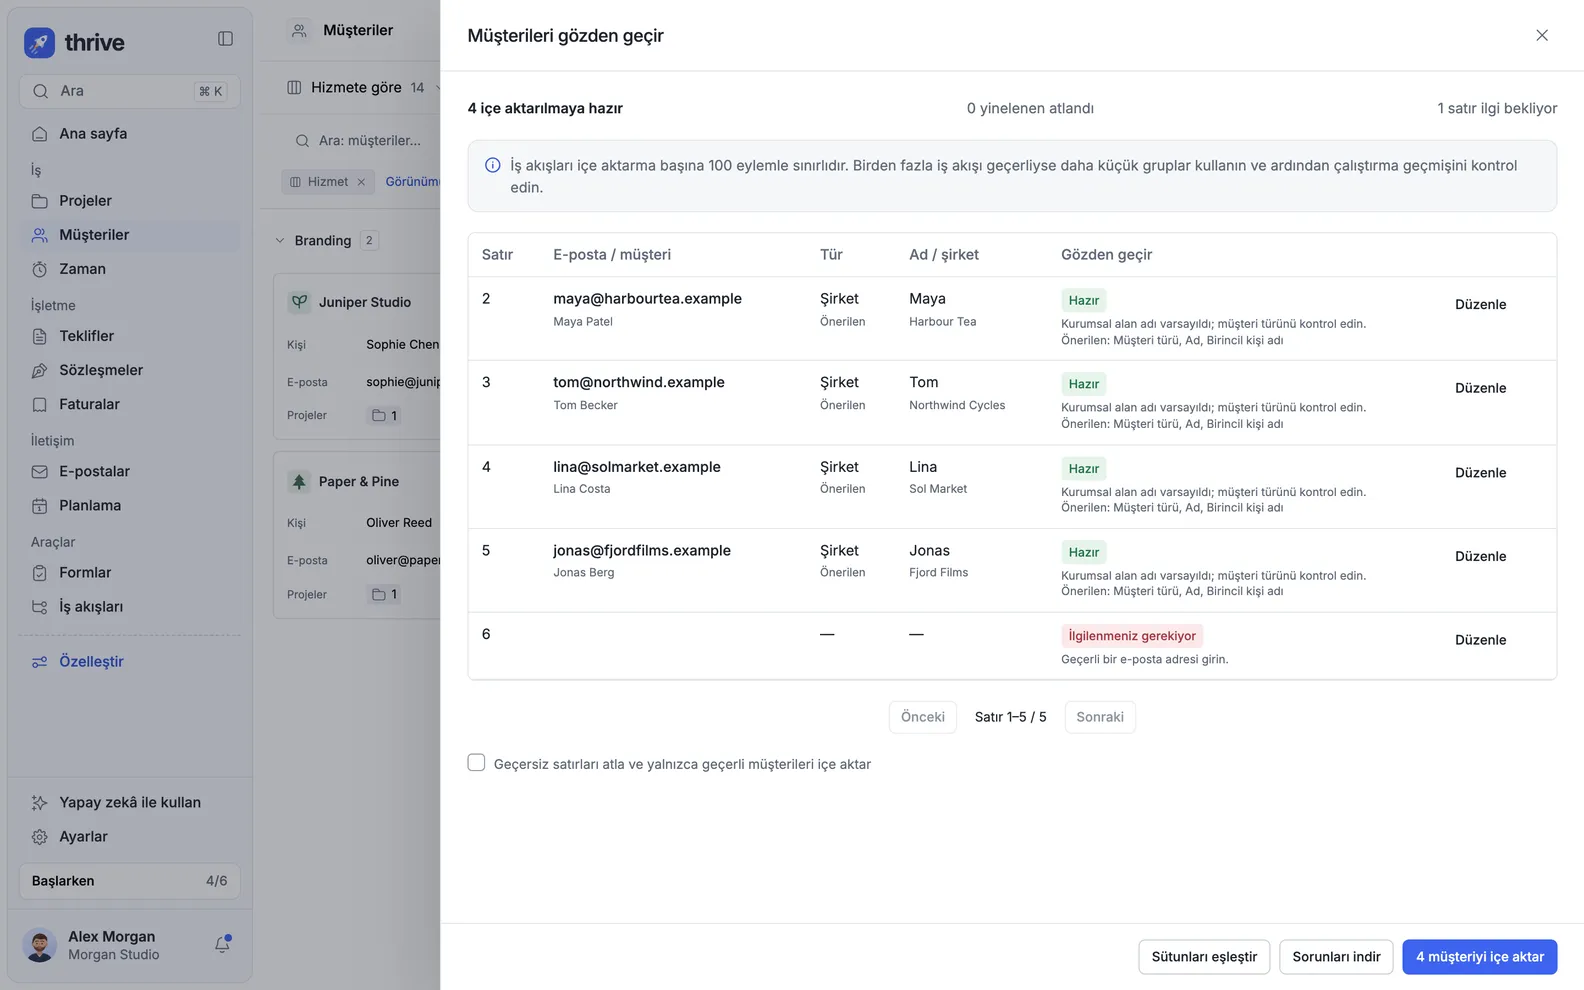 thrive
Ara
⌘ K
Ana sayfa
İş
Projeler
Müşteriler
Zaman
İşletme
Teklifler
Sözleşmeler
Faturalar
İletişim
E-postalar
Planlama
Araçlar
Formlar
İş akışları
Özelleştir
Yapay zekâ ile kullan
Ayarlar
Başlarken 4/6
Alex Morgan
Morgan Studio
Müşteriler
Hizmete göre 14
Ara: müşteriler...
Hizmet
Branding 2
Juniper Studio
Kişi Sophie Chen
E-posta
Projeler 1
Paper & Pine
Kişi Oliver Reed
E-posta
Projeler 1
Müşterileri gözden geçir
4 içe aktarılmaya hazır
0 yinelenen atlandı
1 satır ilgi bekliyor
İş akışları içe aktarma başına 100 eylemle sınırlıdır. Birden fazla iş akışı geçerliyse daha küçük gruplar kullanın ve ardından çalıştırma geçmişini kontrol
edin.
Satır E-posta / müşteri Tür Ad / şirket Gözden geçir
2 maya@harbourtea.example Şirket Maya Hazır Düzenle
Maya Patel Önerilen Harbour Tea Kurumsal alan adı varsayıldı; müşteri türünü kontrol edin.
Önerilen: Müşteri türü, Ad, Birincil kişi adı
3 tom@northwind.example Şirket Tom Hazır Düzenle
Tom Becker Önerilen Northwind Cycles Kurumsal alan adı varsayıldı; müşteri türünü kontrol edin.
Önerilen: Müşteri türü, Ad, Birincil kişi adı
4 lina@solmarket.example Şirket Lina Hazır Düzenle
Lina Costa Önerilen Sol Market Kurumsal alan adı varsayıldı; müşteri türünü kontrol edin.
Önerilen: Müşteri türü, Ad, Birincil kişi adı
5 jonas@fjordfilms.example Şirket Jonas Hazır Düzenle
Jonas Berg Önerilen Fjord Films Kurumsal alan adı varsayıldı; müşteri türünü kontrol edin.
Önerilen: Müşteri türü, Ad, Birincil kişi adı
6 — — İlgilenmeniz gerekiyor Düzenle
Geçerli bir e-posta adresi girin.
Önceki Satır 1–5 / 5 Sonraki
Geçersiz satırları atla ve yalnızca geçerli müşterileri içe aktar
Sütunları eşleştir
Sorunları indir
4 müşteriyi içe aktar